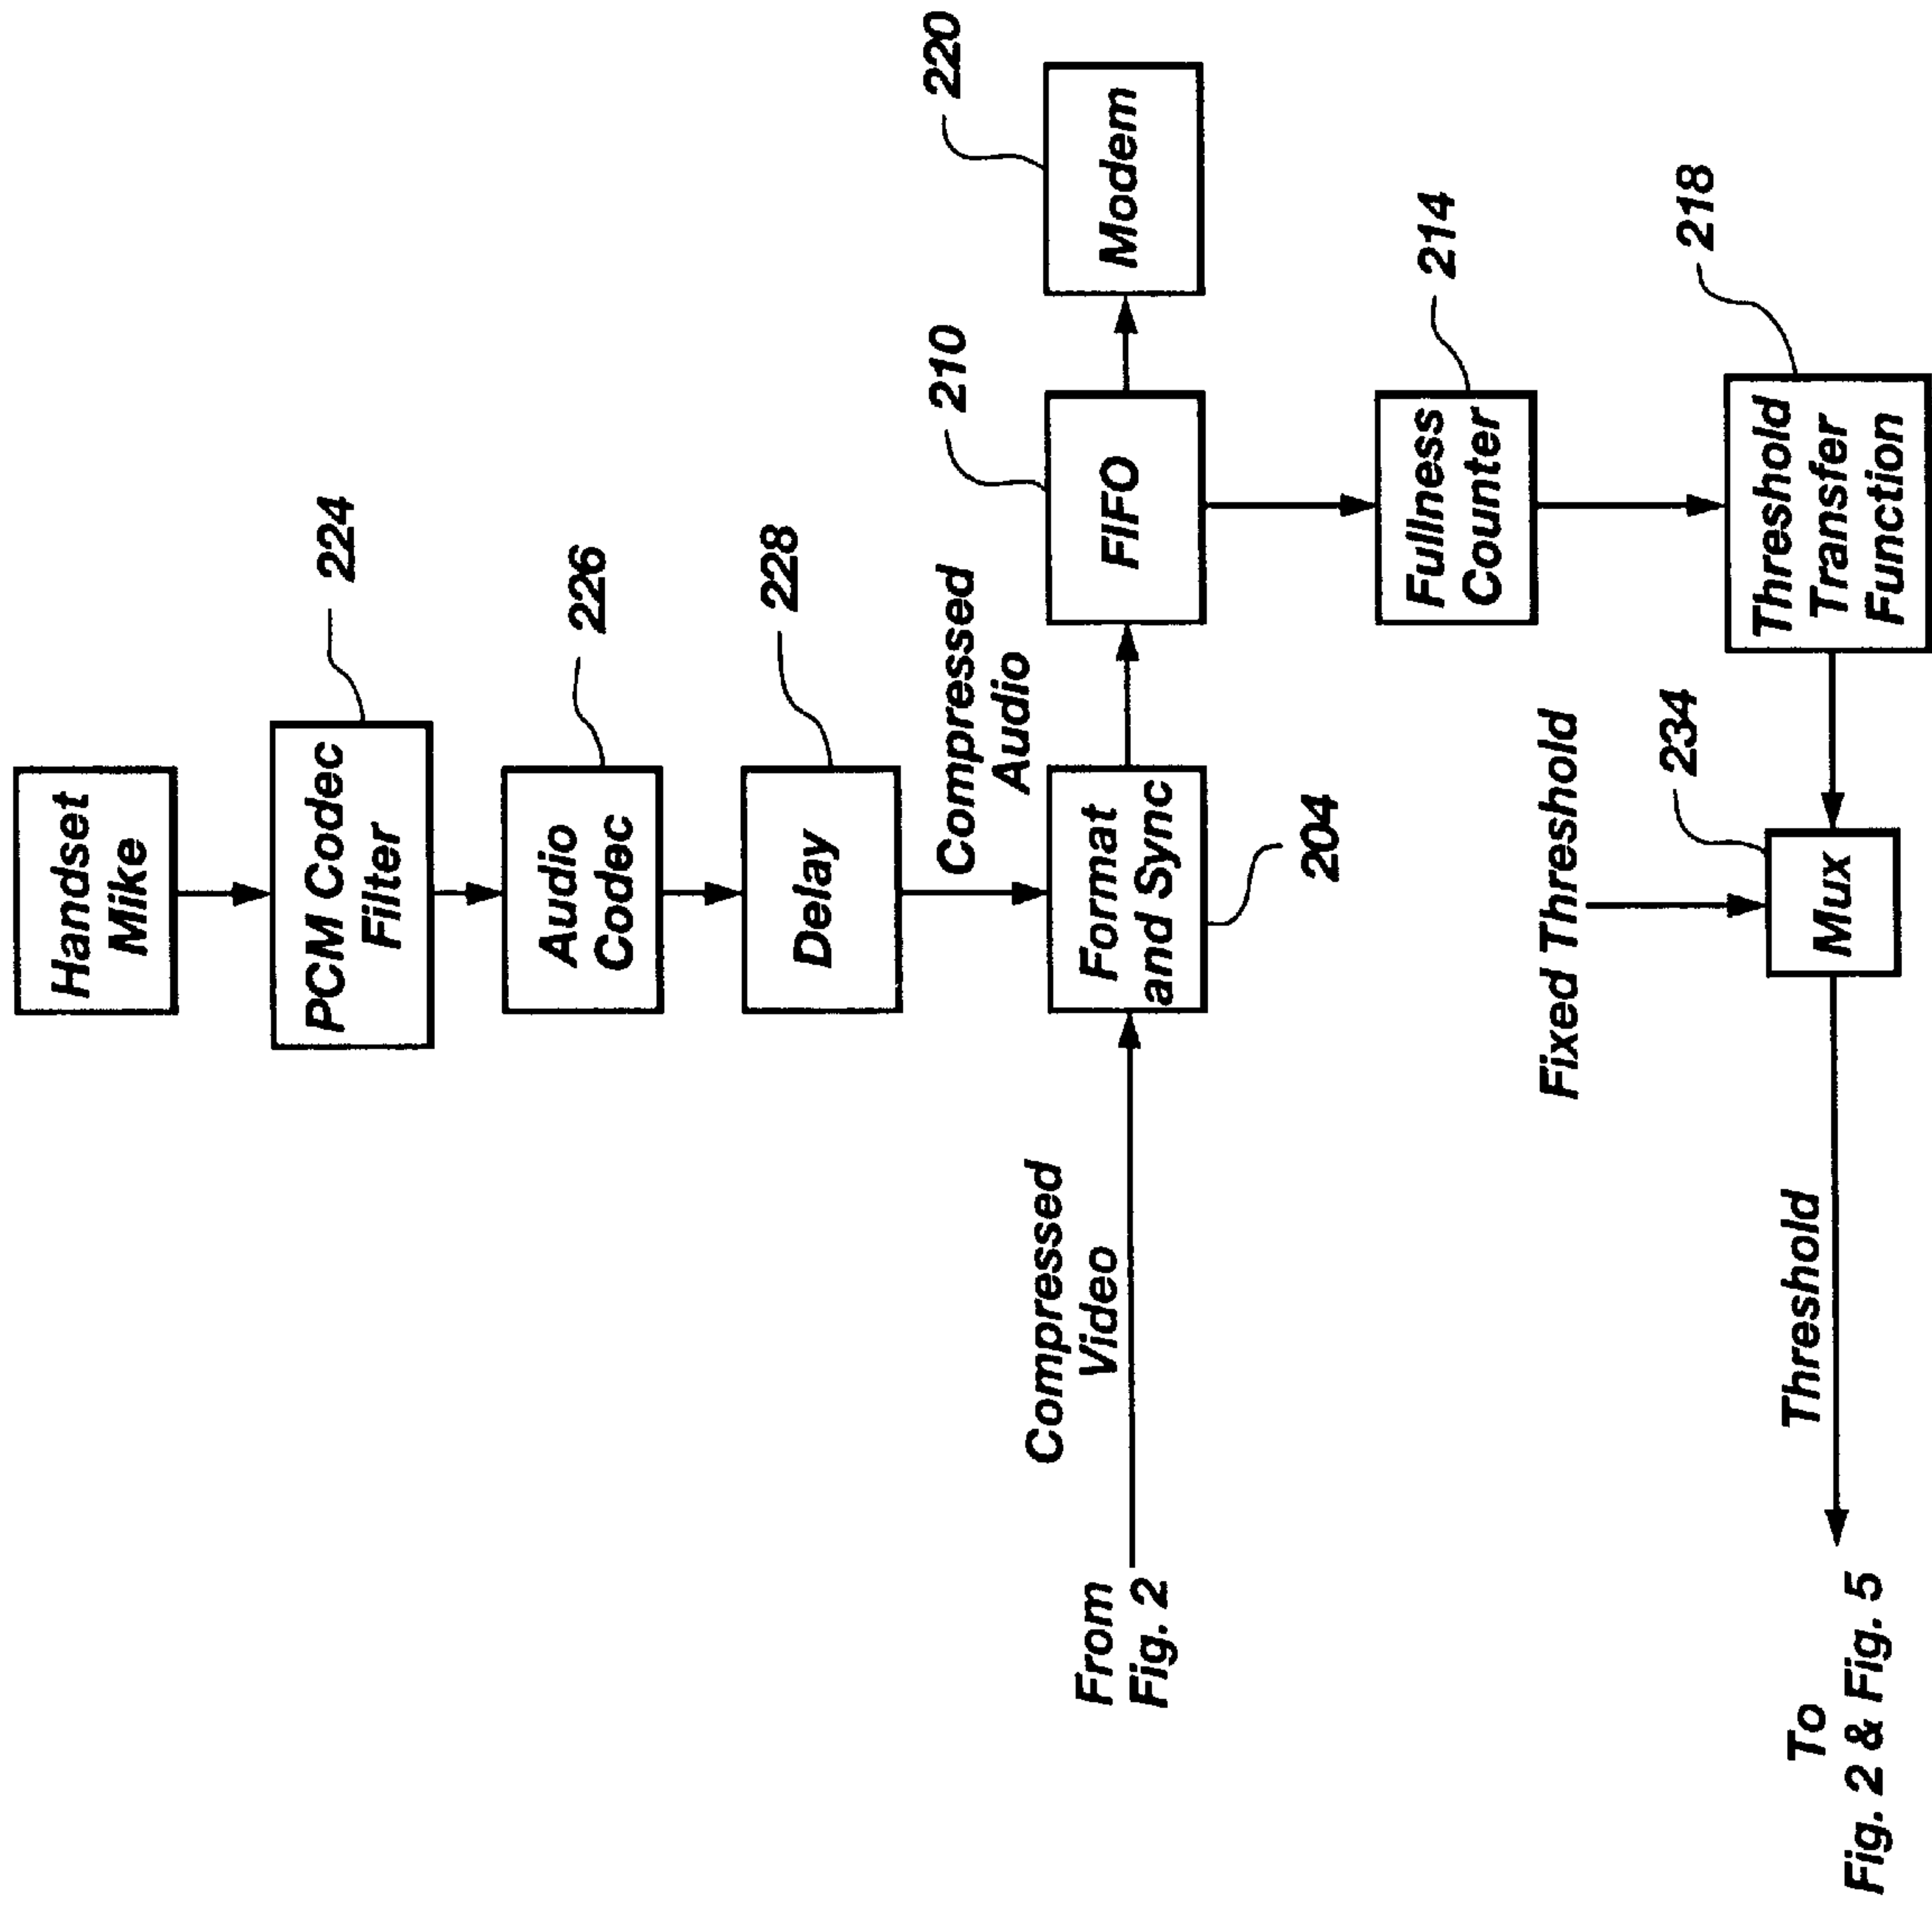 Handset
Mike
PCM Codec
Filter
224
Audio
Codec
226
Delay
228
Compressed
Audio
From
Fig. 2
Compressed
Video
Format
and Sync
204
FIFO
210
Modem
220
Fullness
Counter
214
Fixed Threshold
Threshold
Transfer
Function
218
Mux
234
Threshold
To
Fig. 2 & Fig. 5